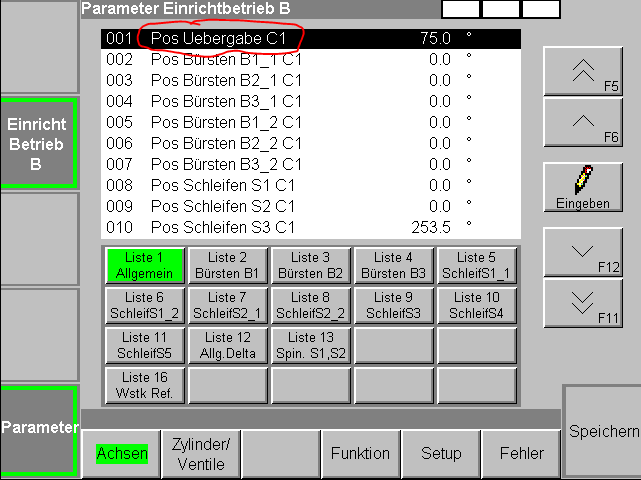 Parameter Einrichtbetrieb B
001 Pos Uebergabe C1 75.0 °
002 Pos Bürsten B1_1 C1 0.0 °
003 Pos Bürsten B2_1 C1 0.0 °
004 Pos Bürsten B3_1 C1 0.0 °
005 Pos Bürsten B1_2 C1 0.0 °
006 Pos Bürsten B2_2 C1 0.0 °
007 Pos Bürsten B3_2 C1 0.0 °
008 Pos Schleifen S1 C1 0.0 °
009 Pos Schleifen S2 C1 0.0 °
010 Pos Schleifen S3 C1 253.5 °
F5
F6
Eingeben
F12
F11
Einricht
Betrieb
B
Liste 1 Liste 2 Liste 3 Liste 4 Liste 5
Allgemein Bürsten B1 Bürsten B2 Bürsten B3 SchleifS1_1
Liste 6 Liste 7 Liste 8 Liste 9 Liste 10
SchleifS1_2 SchleifS2_1 SchleifS2_2 SchleifS3 SchleifS4
Liste 11 Liste 12 Liste 13
SchleifS5 Allg.Delta Spin. S1,S2
Liste 16
Wstk Ref.
Parameter
Achsen Zylinder/ Funktion Setup Fehler
Ventile
Speichern